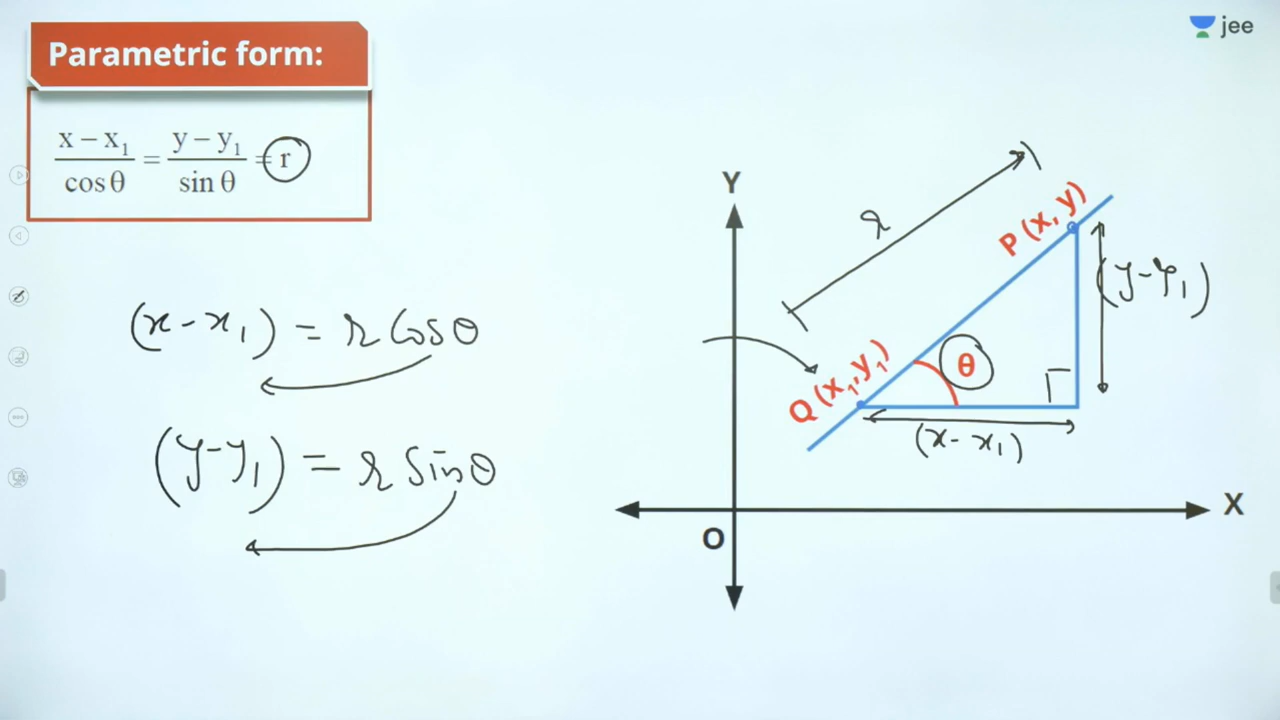 jee
Parametric form:
x − x₁ / cos θ = y − y₁ / sin θ = r
(x − x₁) = r Cos θ
(y − y₁) = r Sin θ
Y
r
P (x, y)
(y − y₁)
Q (x₁, y₁)
θ
(x − x₁)
X
O